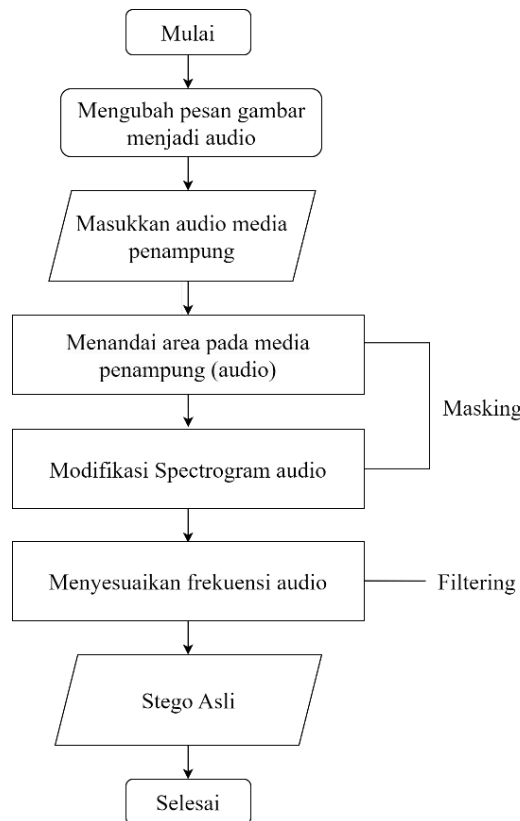 Mulai
Mengubah pesan gambar
menjadi audio
Masukkan audio media
penampung
Menandai area pada media
penampung (audio)
Masking
Modifikasi Spectrogram audio
Menyesuaikan frekuensi audio
Filtering
Stego Asli
Selesai